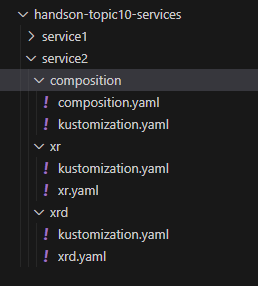 handson-topic10-services
service1
service2
composition
! composition.yaml
! kustomization.yaml
xr
! kustomization.yaml
! xr.yaml
xrd
! kustomization.yaml
! xrd.yaml